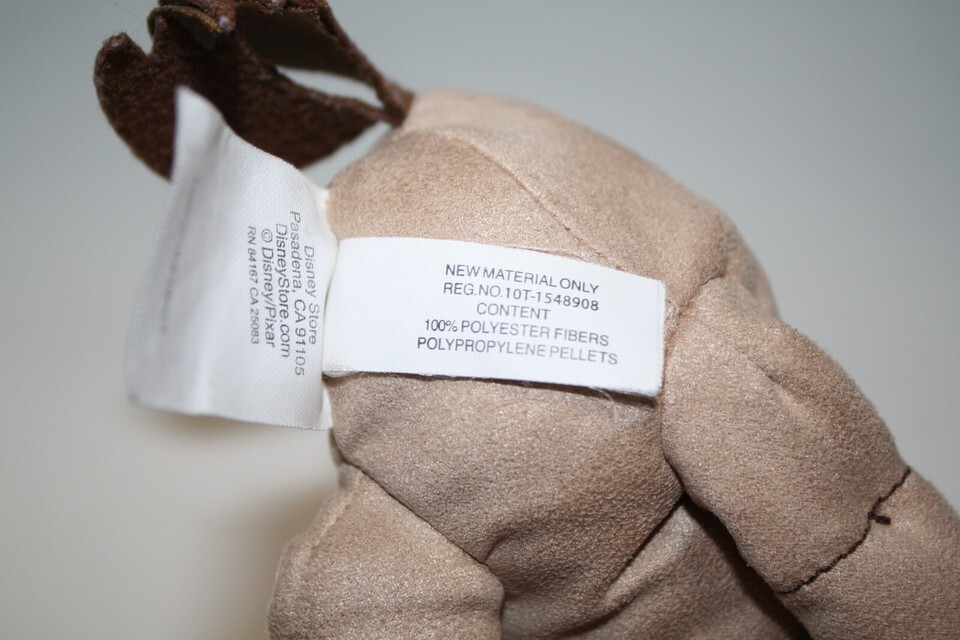 Disney Store
Pasadena, CA 91105
DisneyStore.com
© Disney/Pixar
RN 84167 CA 25083
NEW MATERIAL ONLY
REG.NO.10T-1548908
CONTENT
100% POLYESTER FIBERS
POLYPROPYLENE PELLETS